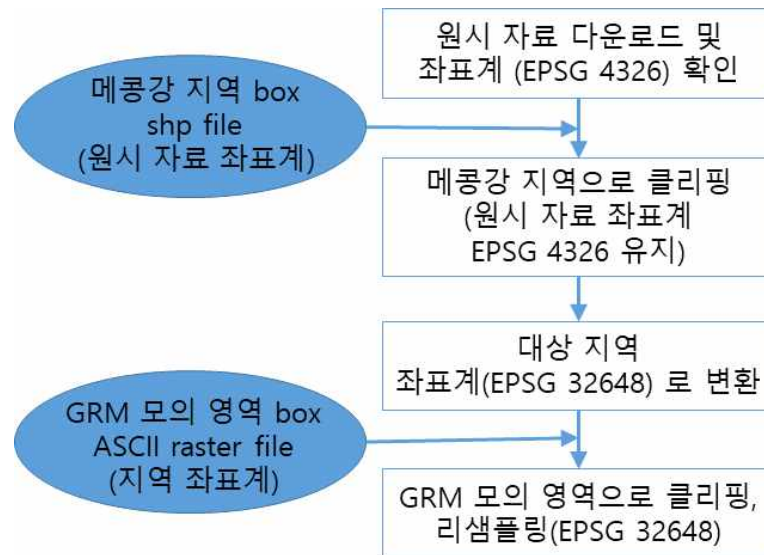 원시 자료 다운로드 및
좌표계 (EPSG 4326) 확인
메콩강 지역 box
shp file
(원시 자료 좌표계)
메콩강 지역으로 클리핑
(원시 자료 좌표계
EPSG 4326 유지)
대상 지역
좌표계(EPSG 32648) 로 변환
GRM 모의 영역 box
ASCII raster file
(지역 좌표계)
GRM 모의 영역으로 클리핑,
리샘플링(EPSG 32648)